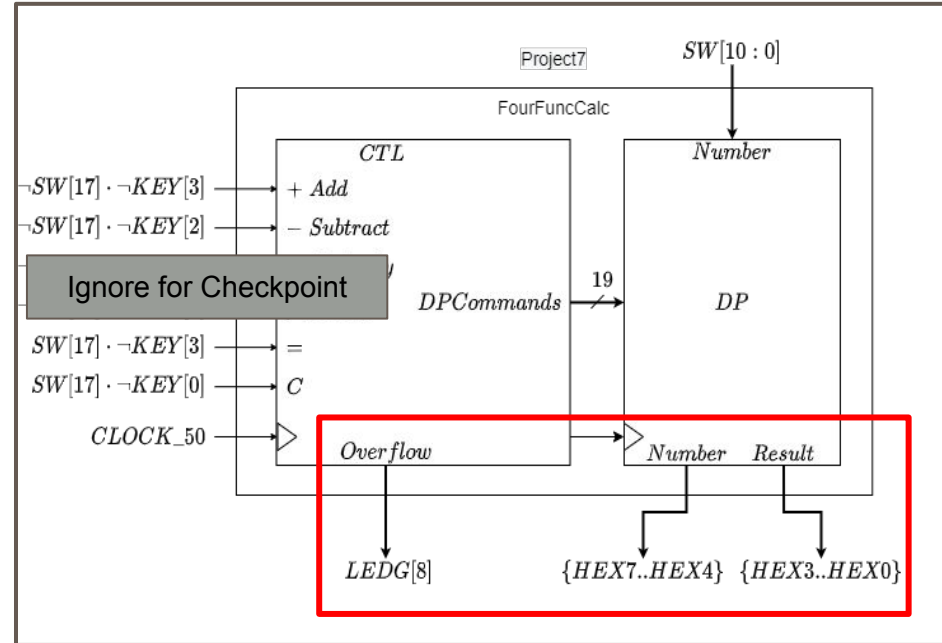 Project7
SW[10 : 0]
FourFuncCalc
CTL
Number
¬SW[17] · ¬KEY[3]
+ Add
¬SW[17] · ¬KEY[2]
− Subtract
Ignore for Checkpoint
DPCommands
19
DP
SW[17] · ¬KEY[3]
=
SW[17] · ¬KEY[0]
C
CLOCK_50
Overflow
Number
Result
LEDG[8]
{HEX7..HEX4}
{HEX3..HEX0}